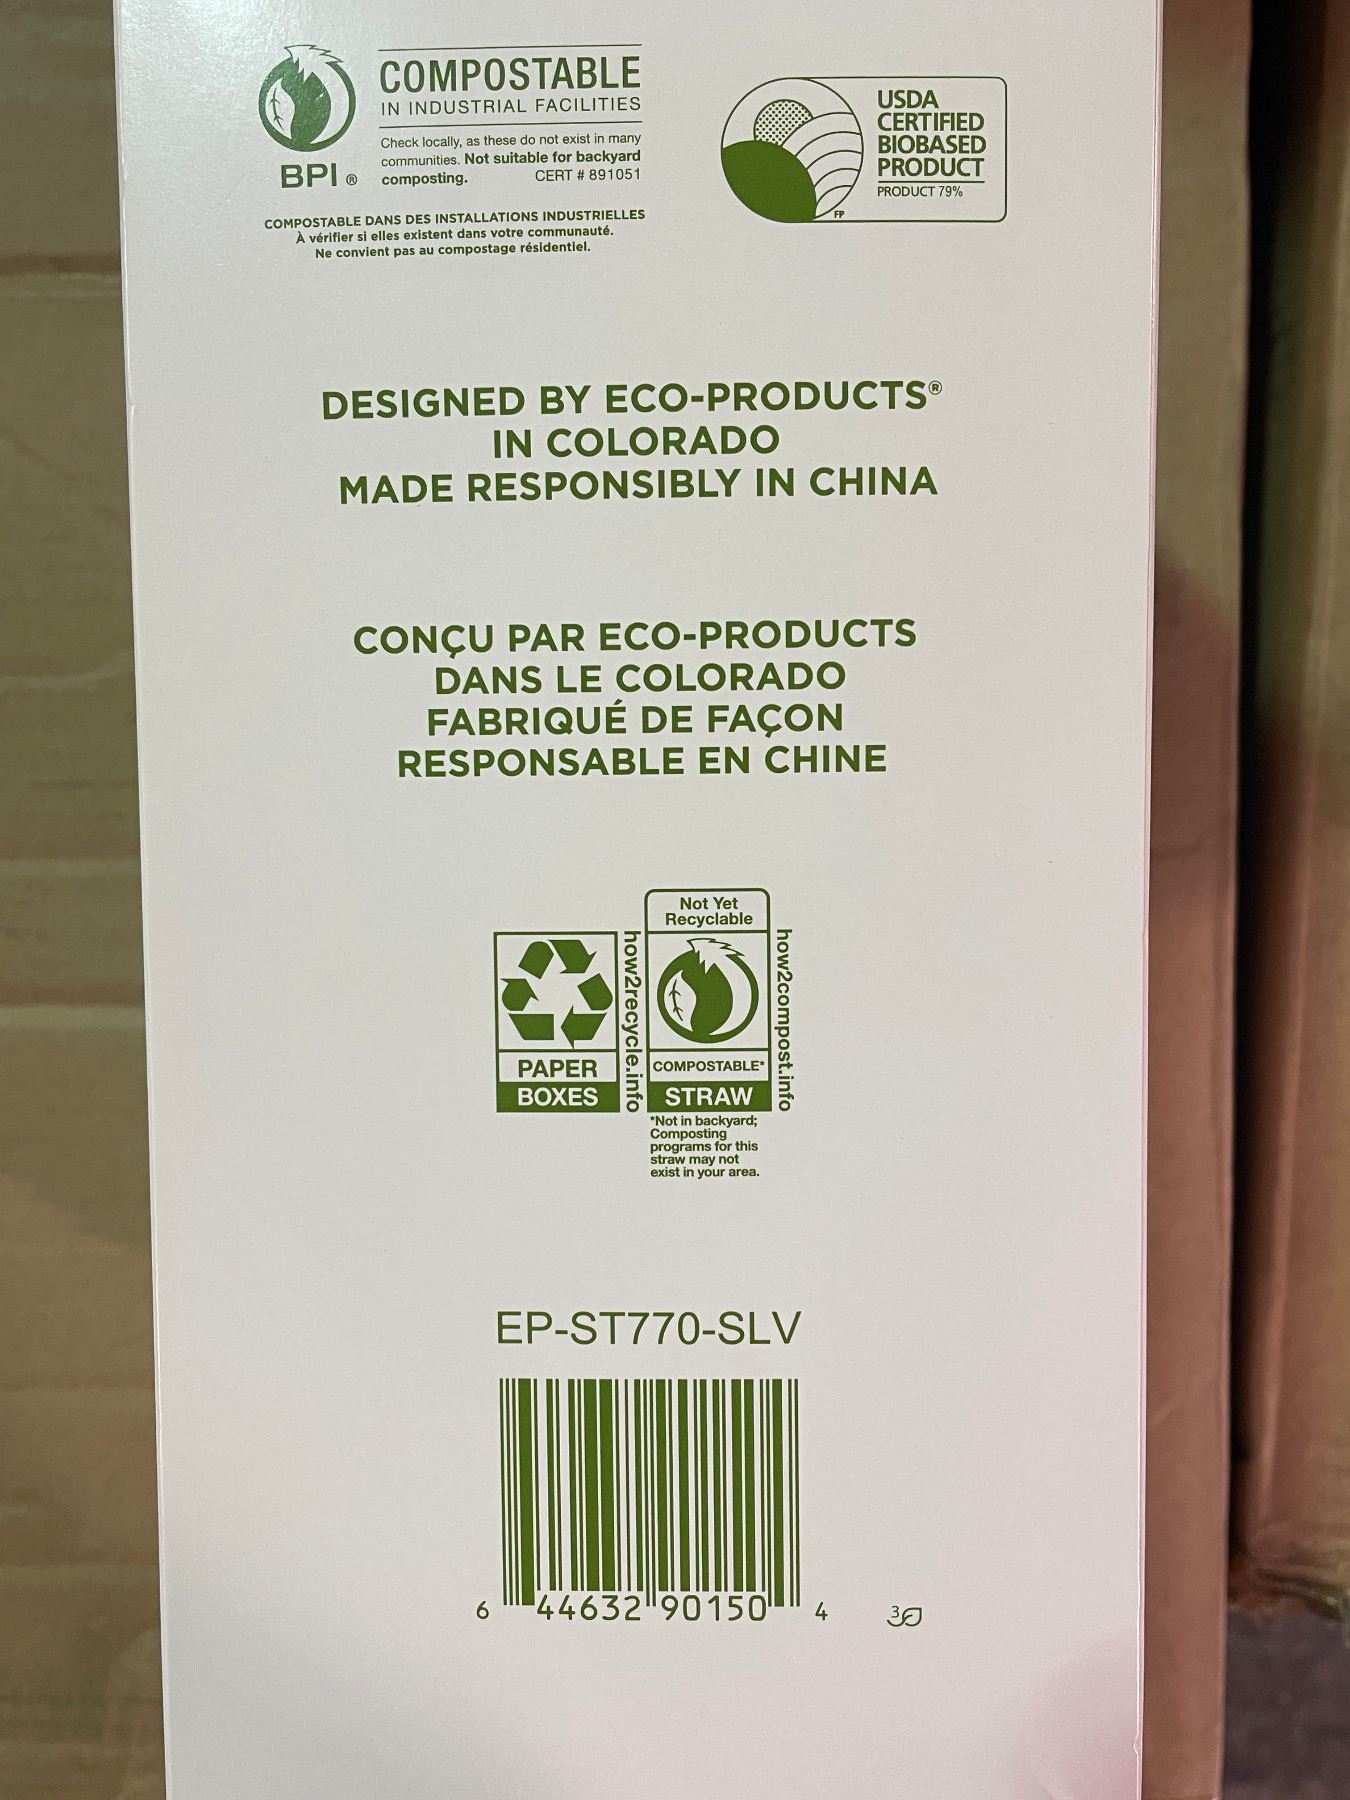 COMPOSTABLE
IN INDUSTRIAL FACILITIES
Check locally, as these do not exist in many
communities. Not suitable for backyard
composting. CERT # 891051
BPI ®
COMPOSTABLE DANS DES INSTALLATIONS INDUSTRIELLES
À vérifier si elles existent dans votre communauté.
Ne convient pas au compostage résidentiel.
USDA
CERTIFIED
BIOBASED
PRODUCT
PRODUCT 79%
FP
DESIGNED BY ECO-PRODUCTS®
IN COLORADO
MADE RESPONSIBLY IN CHINA
CONÇU PAR ECO-PRODUCTS
DANS LE COLORADO
FABRIQUÉ DE FAÇON
RESPONSABLE EN CHINE
PAPER
BOXES
how2recycle.info
Not Yet
Recyclable
COMPOSTABLE*
STRAW
*Not in backyard;
Composting
programs for this
straw may not
exist in your area.
how2compost.info
EP-ST770-SLV
6 44632 90150 4
3